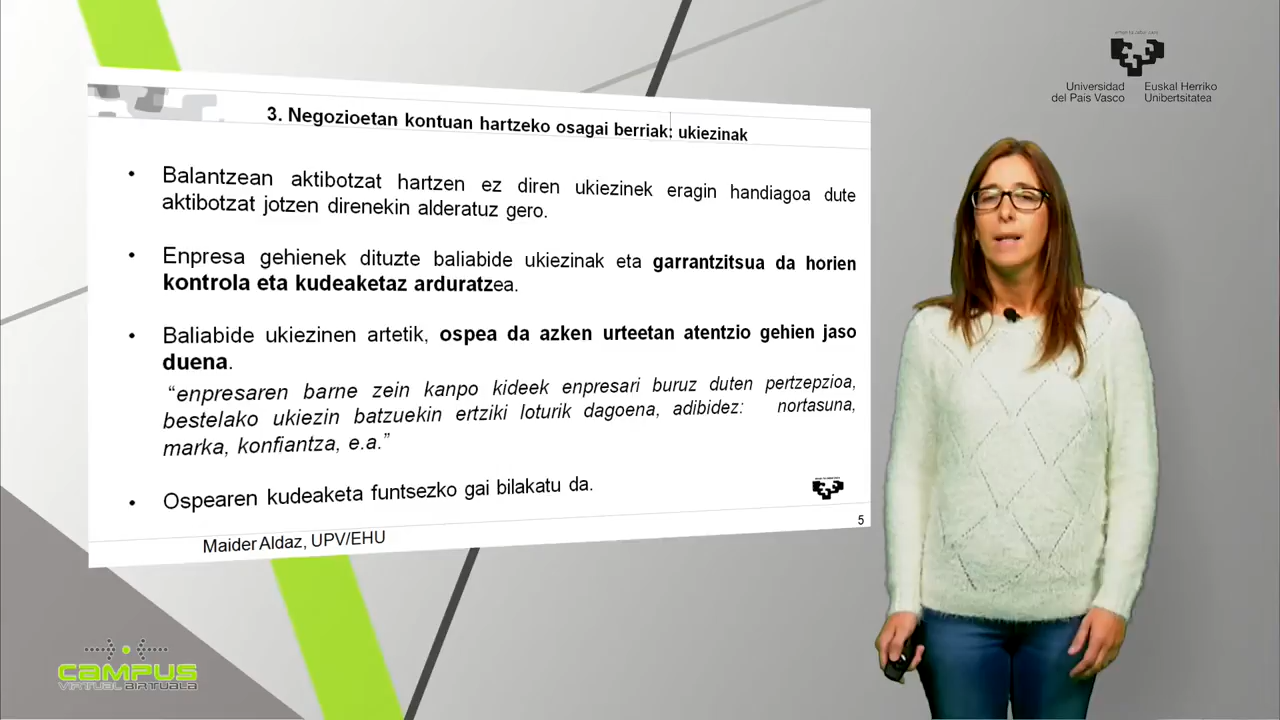 Universidad
del País Vasco
Euskal Herriko
Unibertsitatea
3. Negozioetan kontuan hartzeko osagai berriak: ukiezinak
• Balantzean aktibotzat hartzen ez diren ukiezinek eragin handiagoa dute
aktibotzat jotzen direnekin alderatuz gero.
• Enpresa gehienek dituzte baliabide ukiezinak eta garrantzitsua da horien
kontrola eta kudeaketaz arduratzea.
• Baliabide ukiezinen artetik, ospea da azken urteetan atentzio gehien jaso
duena.
“enpresaren barne zein kanpo kideek enpresari buruz duten pertzepzioa,
bestelako ukiezin batzuekin ertziki loturik dagoena, adibidez: nortasuna,
marka, konfiantza, e.a.”
• Ospearen kudeaketa funtsezko gai bilakatu da.
5
Maider Aldaz, UPV/EHU
CAMPUS
VIRTUAL BIRTUALA